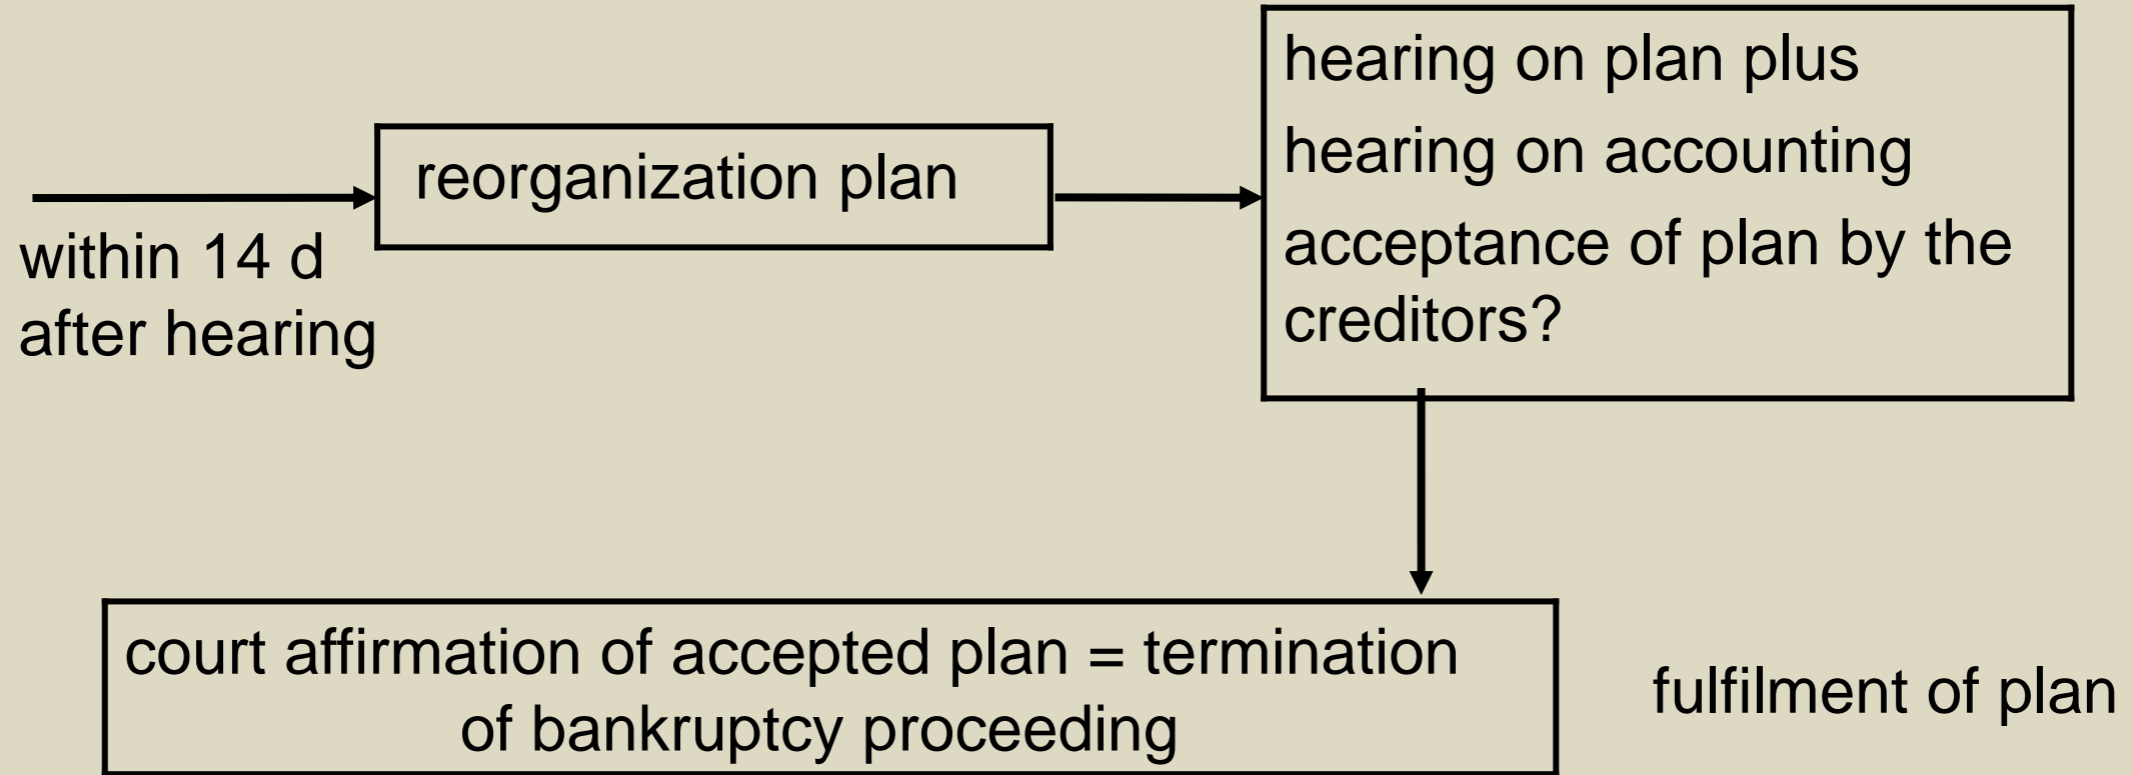 within 14 d
after hearing
reorganization plan
hearing on plan plus
hearing on accounting
acceptance of plan by the
creditors?
court affirmation of accepted plan = termination
of bankruptcy proceeding
fulfilment of plan